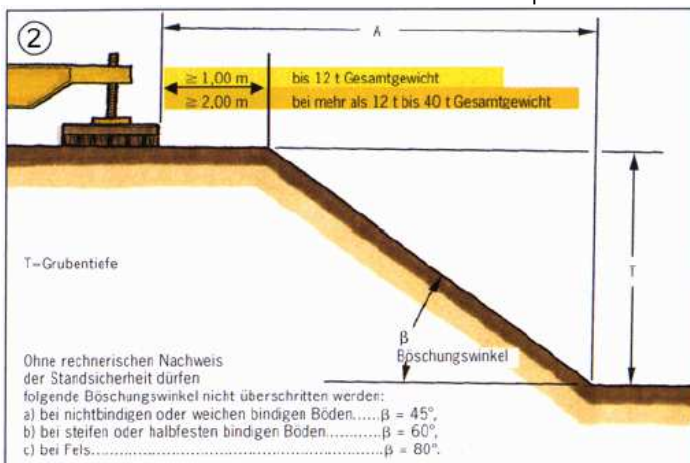 2
A
≧ 1,00 m bis 12 t Gesamtgewicht
≧ 2,00 m bei mehr als 12 t bis 40 t Gesamtgewicht
T
T=Grubentiefe
β
Böschungswinkel
Ohne rechnerischen Nachweis
der Standsicherheit dürfen
folgende Böschungswinkel nicht überschritten werden:
a) bei nichtbindigen oder weichen bindigen Böden......β = 45°,
b) bei steifen oder halbfesten bindigen Böden............β = 60°,
c) bei Fels......................................................β = 80°.